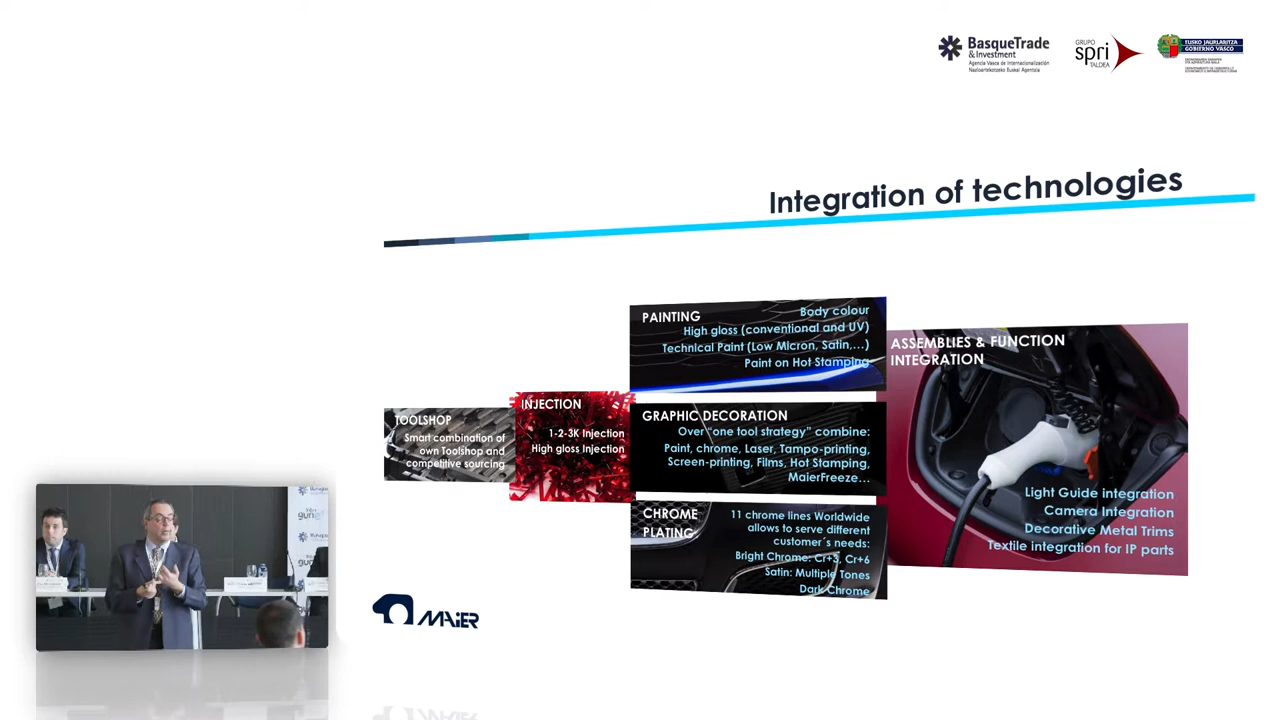 BasqueTrade
& Investment
Agencia Vasca de Internacionalización
Nazioartekotzeko Euskal Agentzia
GRUPO
spri
TALDEA
EUSKO JAURLARITZA
GOBIERNO VASCO
Integration of technologies
TOOLSHOP
Smart combination of
own Toolshop and
competitive sourcing
INJECTION
1-2-3K Injection
High gloss Injection
PAINTING
Body colour
High gloss (conventional and UV)
Technical Paint (Low Micron, Satin,…)
Paint on Hot Stamping
GRAPHIC DECORATION
Over “one tool strategy” combine:
Paint, chrome, Laser, Tampo-printing,
Screen-printing, Films, Hot Stamping,
MaierFreeze…
CHROME
PLATING
11 chrome lines Worldwide
allows to serve different
customer´s needs:
Bright Chrome: Cr+3, Cr+6
Satin: Multiple Tones
Dark Chrome
ASSEMBLIES & FUNCTION
INTEGRATION
Light Guide integration
Camera Integration
Decorative Metal Trims
Textile integration for IP parts
MAIER